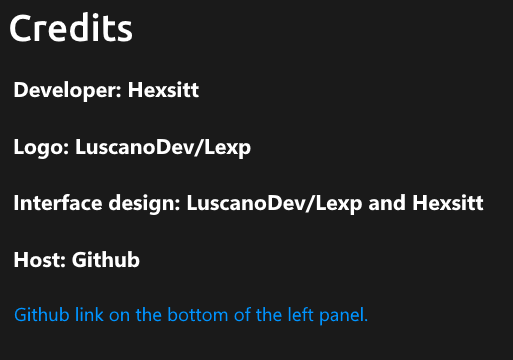 Credits
Developer: Hexsitt
Logo: LuscanoDev/Lexp
Interface design: LuscanoDev/Lexp and Hexsitt
Host: Github
Github link on the bottom of the left panel.